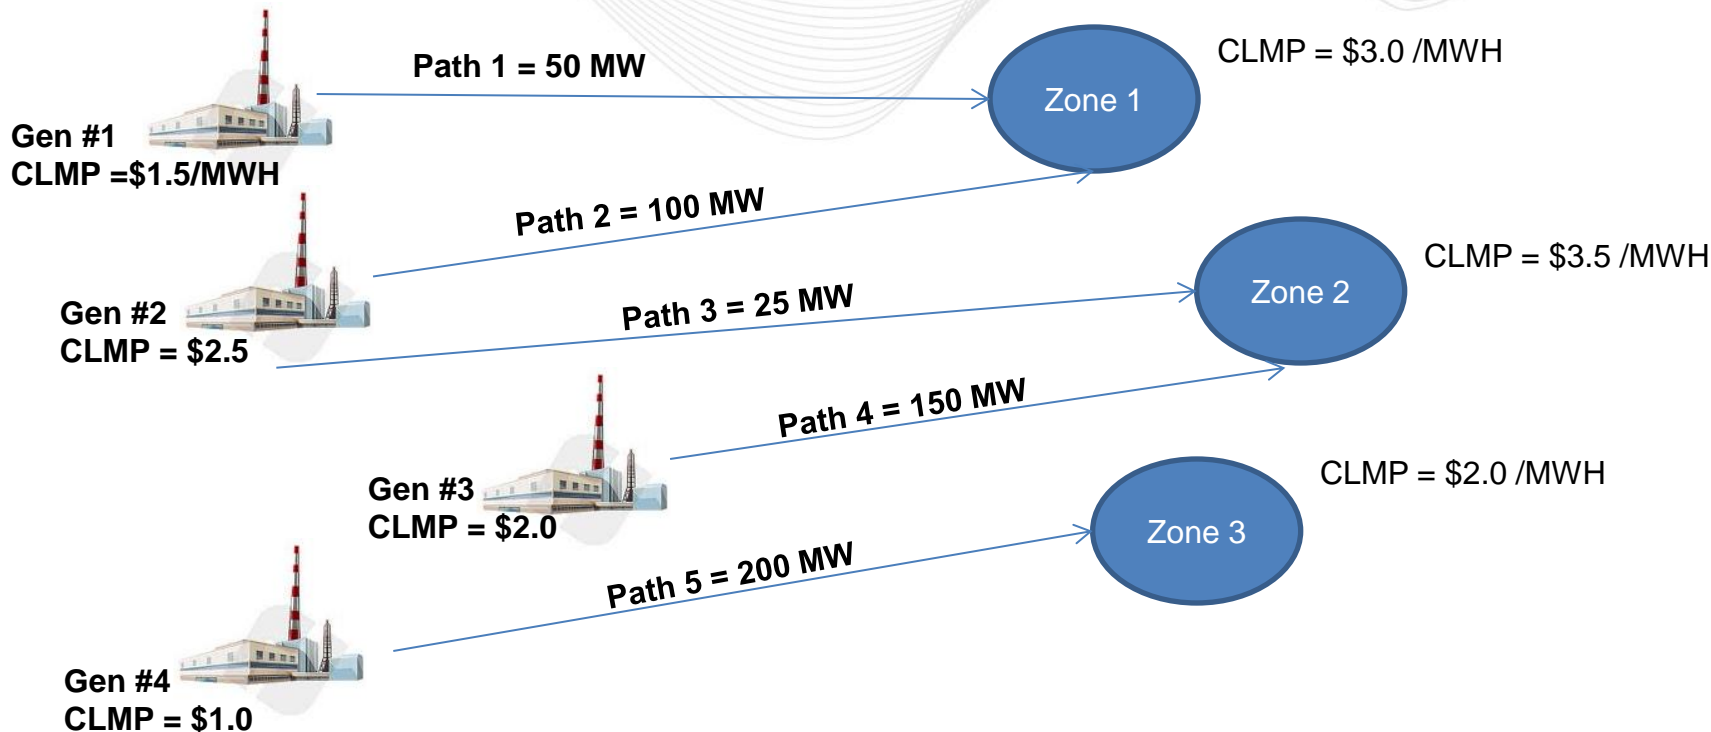 Path 1 = 50 MW
Zone 1
CLMP = $3.0 /MWH
Gen #1
CLMP =$1.5/MWH
Path 2 = 100 MW
Zone 2
CLMP = $3.5 /MWH
Gen #2
CLMP = $2.5
Path 3 = 25 MW
Path 4 = 150 MW
Gen #3
CLMP = $2.0
Zone 3
CLMP = $2.0 /MWH
Path 5 = 200 MW
Gen #4
CLMP = $1.0